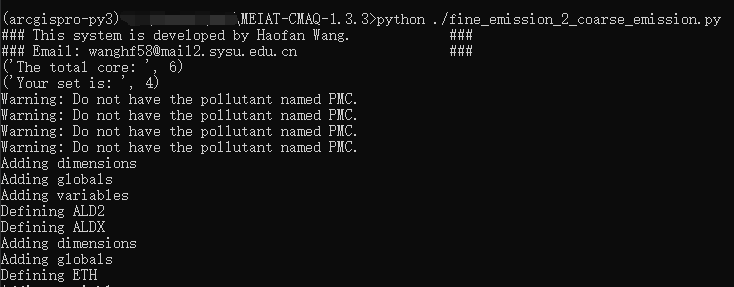 (arcgispro-py3) \MEIAT-CMAQ-1.3.3>python ./fine_emission_2_coarse_emission.py
### This system is developed by Haofan Wang. ###
### Email: wanghf58@mail2.sysu.edu.cn ###
('The total core: ', 6)
('Your set is: ', 4)
Warning: Do not have the pollutant named PMC.
Warning: Do not have the pollutant named PMC.
Warning: Do not have the pollutant named PMC.
Warning: Do not have the pollutant named PMC.
Adding dimensions
Adding globals
Adding variables
Defining ALD2
Defining ALDX
Adding dimensions
Adding globals
Defining ETH